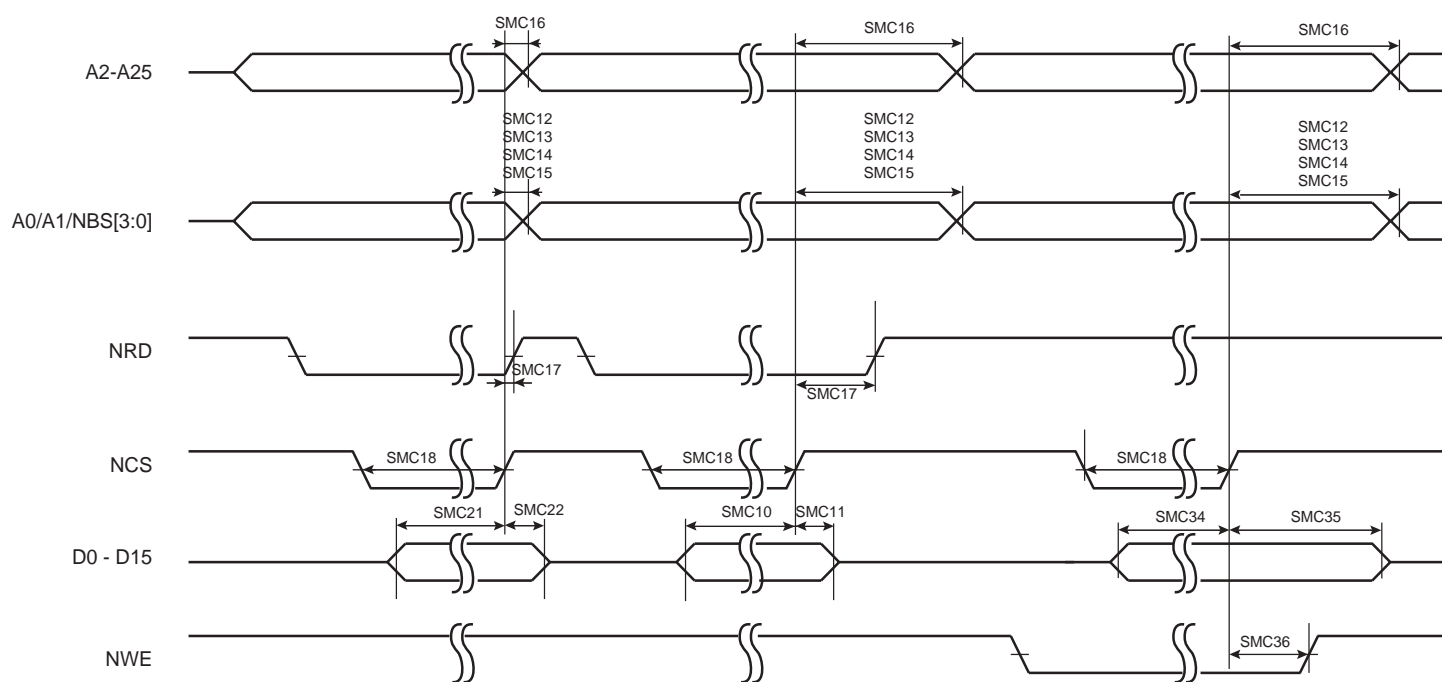 SMC16
SMC16
SMC16
A2-A25
SMC12
SMC13
SMC14
SMC15
SMC12
SMC13
SMC14
SMC15
SMC12
SMC13
SMC14
SMC15
A0/A1/NBS[3:0]
NRD
SMC17
SMC17
NCS
SMC18
SMC18
SMC18
SMC21
SMC22
SMC10
SMC11
SMC34
SMC35
D0 - D15
NWE
SMC36